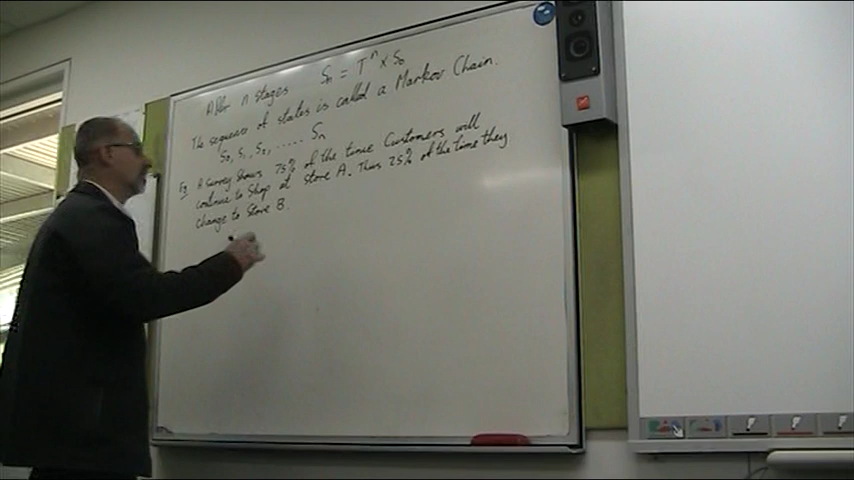 After n stages Sn = Tⁿ × S₀
The sequence of states is called a Markov Chain.
S₀, S₁, S₂, ..... Sn
Eg A Survey Shows 75% of the time Customers will
continue to Shop at store A. Thus 25% of the time they
change to Store B.